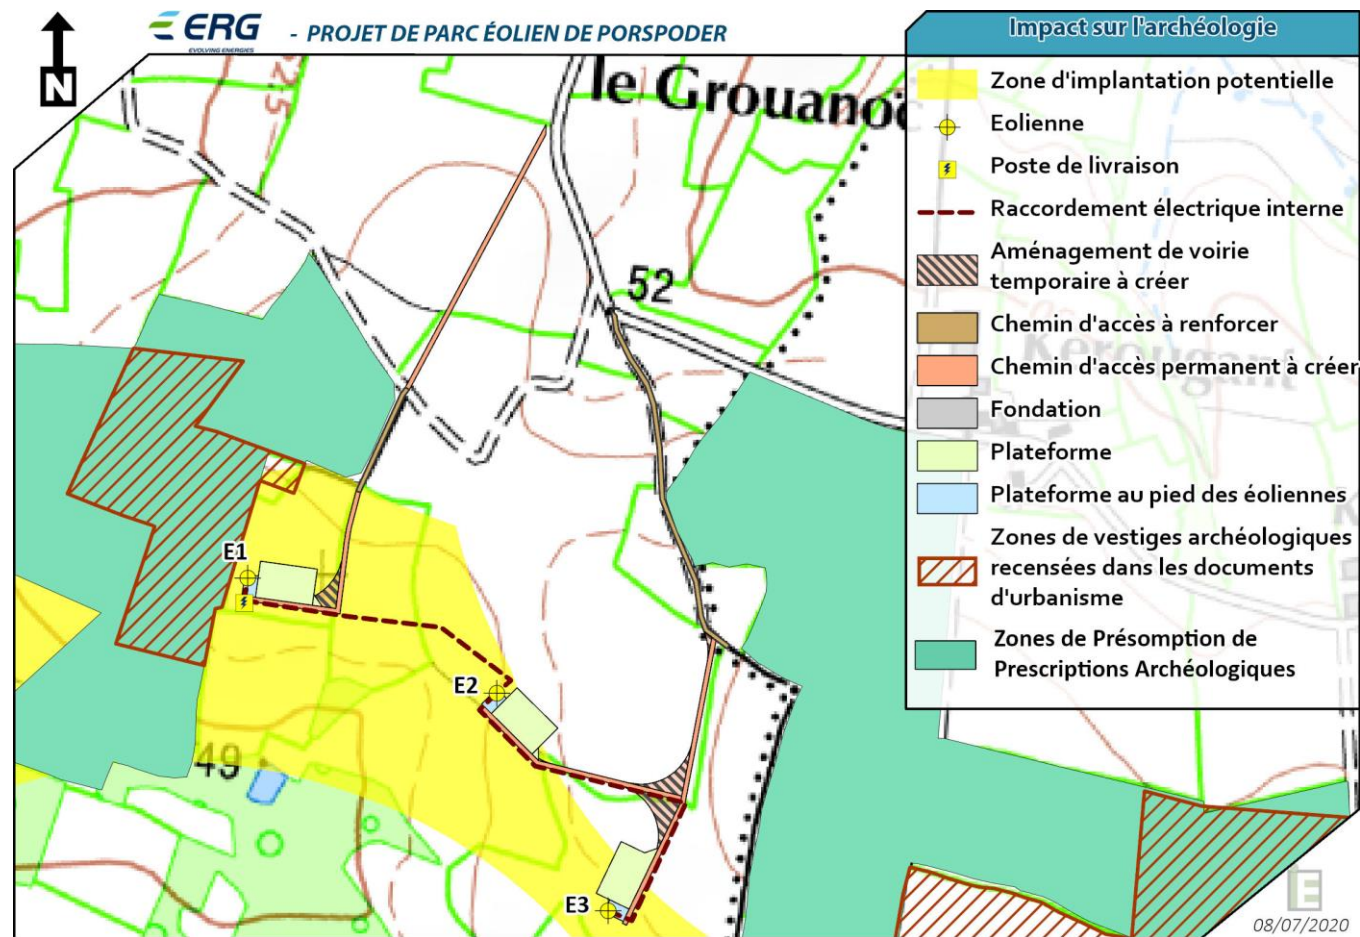 N
ERG
EVOLVING ENERGIES
- PROJET DE PARC ÉOLIEN DE PORSPODER
Impact sur l'archéologie
Zone d'implantation potentielle
Eolienne
Poste de livraison
Raccordement électrique interne
Aménagement de voirie
temporaire à créer
Chemin d'accès à renforcer
Chemin d'accès permanent à créer
Fondation
Plateforme
Plateforme au pied des éoliennes
Zones de vestiges archéologiques
recensées dans les documents
d'urbanisme
Zones de Présomption de
Prescriptions Archéologiques
le Grouanoc
52
Kerougant
E1
E2
49
E3
E
08/07/2020